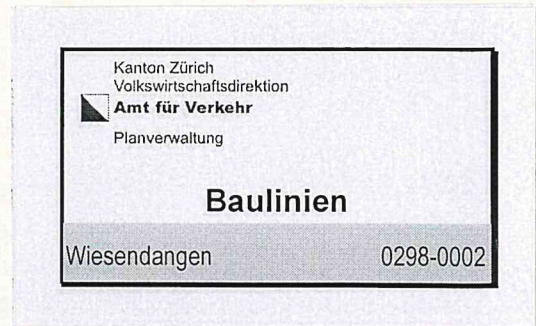 Kanton Zürich
Volkswirtschaftsdirektion
Amt für Verkehr
Planverwaltung
Baulinien
Wiesendangen 0298-0002